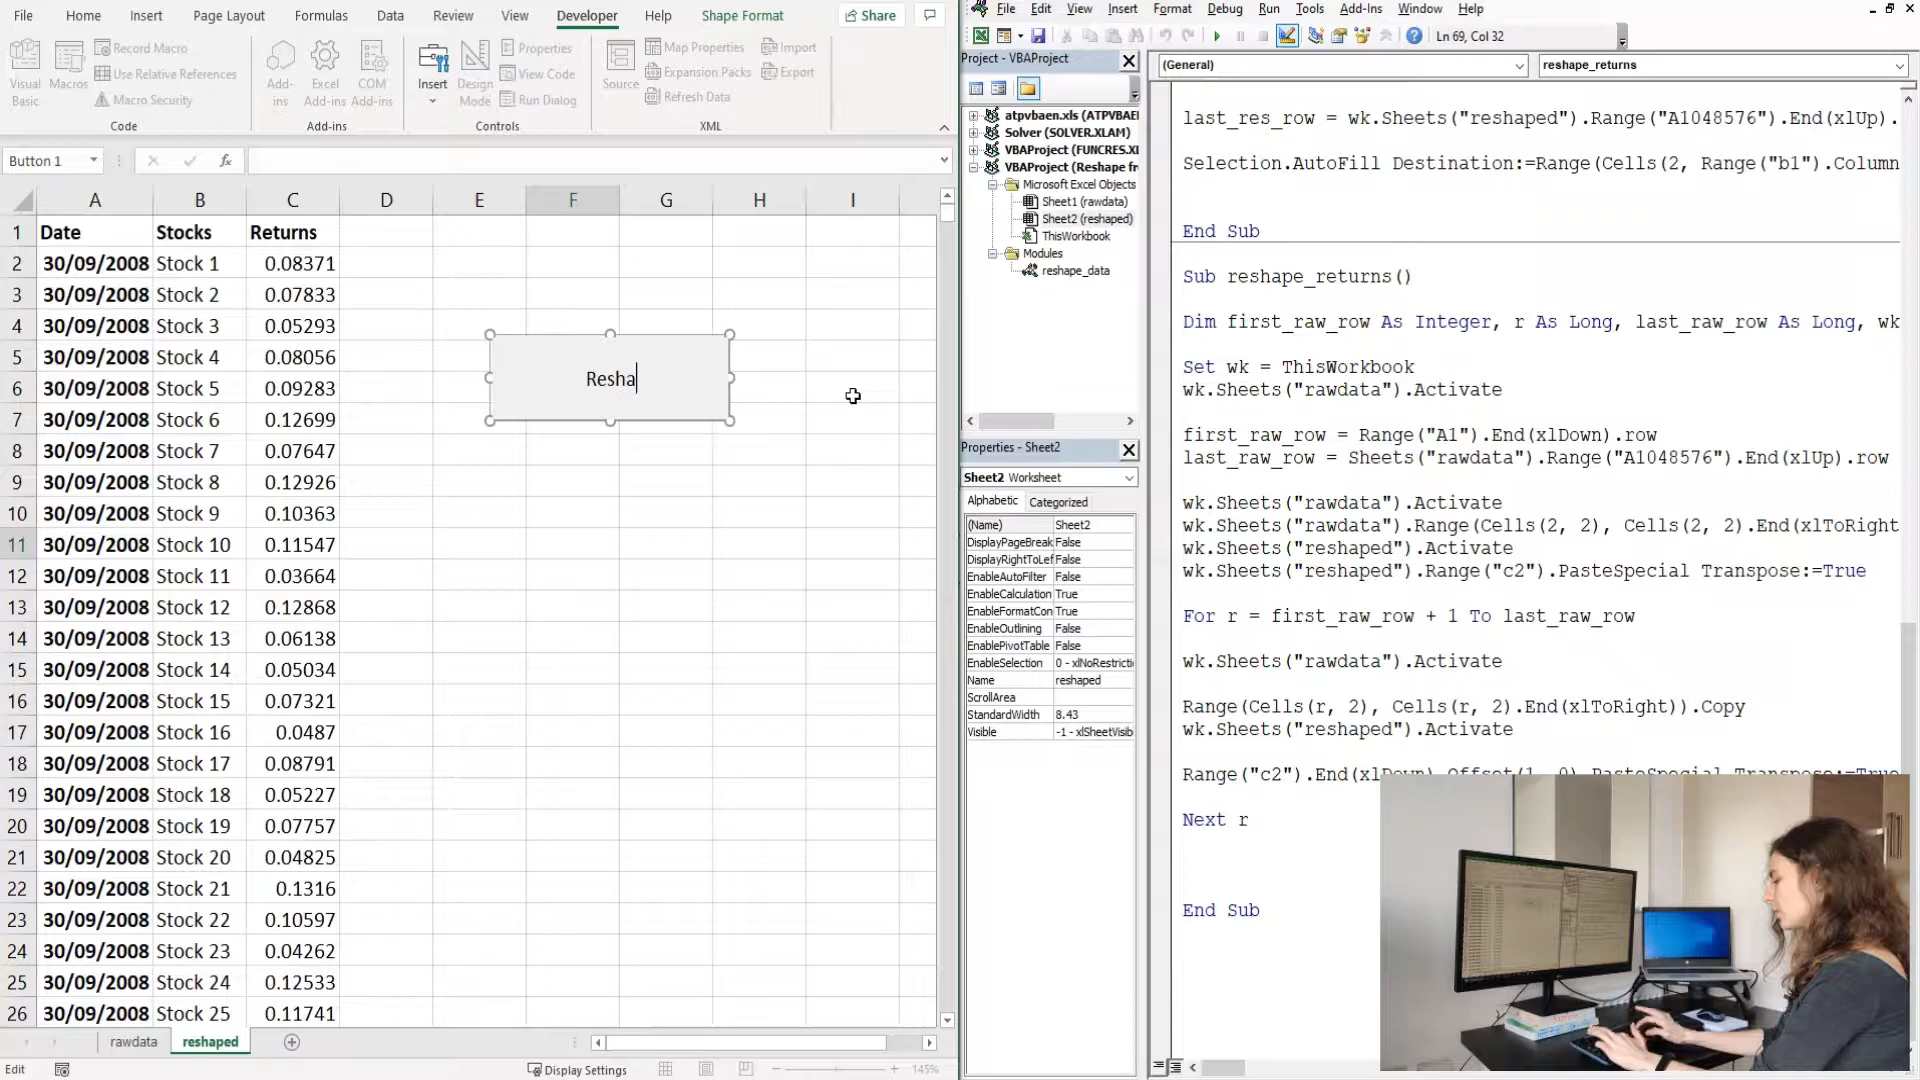 File Home Insert Page Layout Formulas Data Review View Developer Help Shape Format Share
Visual Basic
Macros
Record Macro
Use Relative References
Macro Security
Code
Add-ins
Excel Add-ins
COM Add-ins
Add-ins
Insert
Design Mode
Properties
View Code
Run Dialog
Controls
Source
Map Properties
Expansion Packs
Refresh Data
Import
Export
XML
Button 1
fx
A B C D E F G H I
1 Date Stocks Returns
2 30/09/2008 Stock 1 0.08371
3 30/09/2008 Stock 2 0.07833
4 30/09/2008 Stock 3 0.05293
5 30/09/2008 Stock 4 0.08056
6 30/09/2008 Stock 5 0.09283
7 30/09/2008 Stock 6 0.12699
8 30/09/2008 Stock 7 0.07647
9 30/09/2008 Stock 8 0.12926
10 30/09/2008 Stock 9 0.10363
11 30/09/2008 Stock 10 0.11547
12 30/09/2008 Stock 11 0.03664
13 30/09/2008 Stock 12 0.12868
14 30/09/2008 Stock 13 0.06138
15 30/09/2008 Stock 14 0.05034
16 30/09/2008 Stock 15 0.07321
17 30/09/2008 Stock 16 0.0487
18 30/09/2008 Stock 17 0.08791
19 30/09/2008 Stock 18 0.05227
20 30/09/2008 Stock 19 0.07757
21 30/09/2008 Stock 20 0.04825
22 30/09/2008 Stock 21 0.1316
23 30/09/2008 Stock 22 0.10597
24 30/09/2008 Stock 23 0.04262
25 30/09/2008 Stock 24 0.12533
26 30/09/2008 Stock 25 0.11741
Resha
rawdata reshaped
Edit Display Settings 145%
File Edit View Insert Format Debug Run Tools Add-Ins Window Help
Ln 69, Col 32
Project - VBAProject
atpvbaen.xls (ATPVBAE
Solver (SOLVER.XLAM)
VBAProject (FUNCRES.X
VBAProject (Reshape fr
Microsoft Excel Objects
Sheet1 (rawdata)
Sheet2 (reshaped)
ThisWorkbook
Modules
reshape_data
Properties - Sheet2
Sheet2 Worksheet
Alphabetic Categorized
(Name) Sheet2
DisplayPageBreak False
DisplayRightToLef False
EnableAutoFilter False
EnableCalculation True
EnableFormatCon True
EnableOutlining False
EnablePivotTable False
EnableSelection 0 - xlNoRestricti
Name reshaped
ScrollArea
StandardWidth 8.43
Visible -1 - xlSheetVisib
(General) reshape_returns
last_res_row = wk.Sheets("reshaped").Range("A1048576").End(xlUp).
Selection.AutoFill Destination:=Range(Cells(2, Range("b1").Column
End Sub
Sub reshape_returns()
Dim first_raw_row As Integer, r As Long, last_raw_row As Long, wk
Set wk = ThisWorkbook
wk.Sheets("rawdata").Activate
first_raw_row = Range("A1").End(xlDown).row
last_raw_row = Sheets("rawdata").Range("A1048576").End(xlUp).row
wk.Sheets("rawdata").Activate
wk.Sheets("rawdata").Range(Cells(2, 2), Cells(2, 2).End(xlToRight
wk.Sheets("reshaped").Activate
wk.Sheets("reshaped").Range("c2").PasteSpecial Transpose:=True
For r = first_raw_row + 1 To last_raw_row
wk.Sheets("rawdata").Activate
Range(Cells(r, 2), Cells(r, 2).End(xlToRight)).Copy
wk.Sheets("reshaped").Activate
Range("c2").End(xlDown).Offset(1, 0).PasteSpecial Transpose:=True
Next r
End Sub